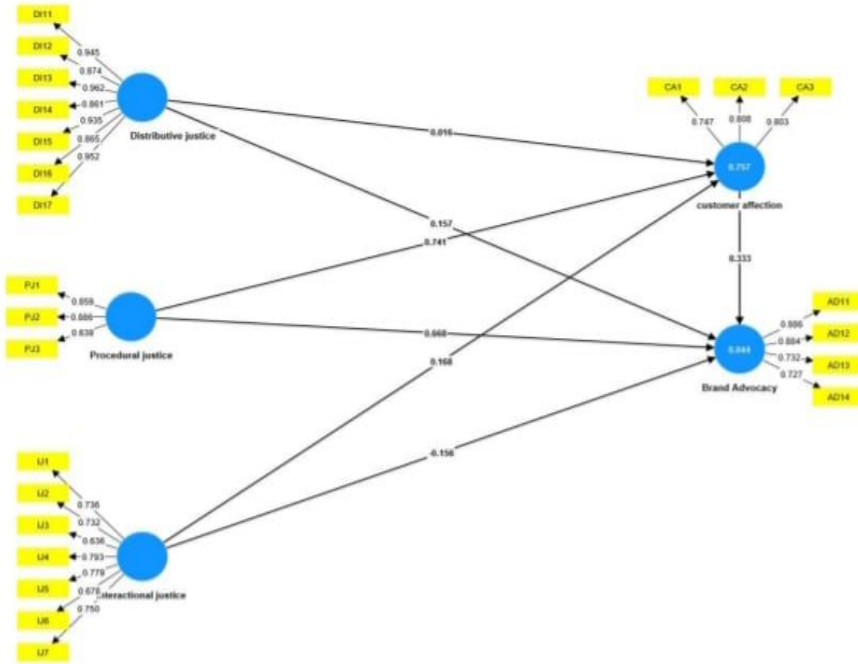 DI11
DI12
DI13
DI14
DI15
DI16
DI17
0.945
0.874
0.962
0.861
0.935
0.865
0.952
Distributive justice
CA1
CA2
CA3
0.747
0.808
0.803
0.757
customer affection
0.016
0.157
0.741
0.333
PJ1
PJ2
PJ3
0.859
0.886
0.839
Procedural justice
0.668
0.168
-0.156
AD11
AD12
AD13
AD14
0.886
0.884
0.732
0.727
0.844
Brand Advocacy
IJ1
IJ2
IJ3
IJ4
IJ5
IJ6
IJ7
0.736
0.732
0.636
0.793
0.779
0.678
0.750
nteractional justice